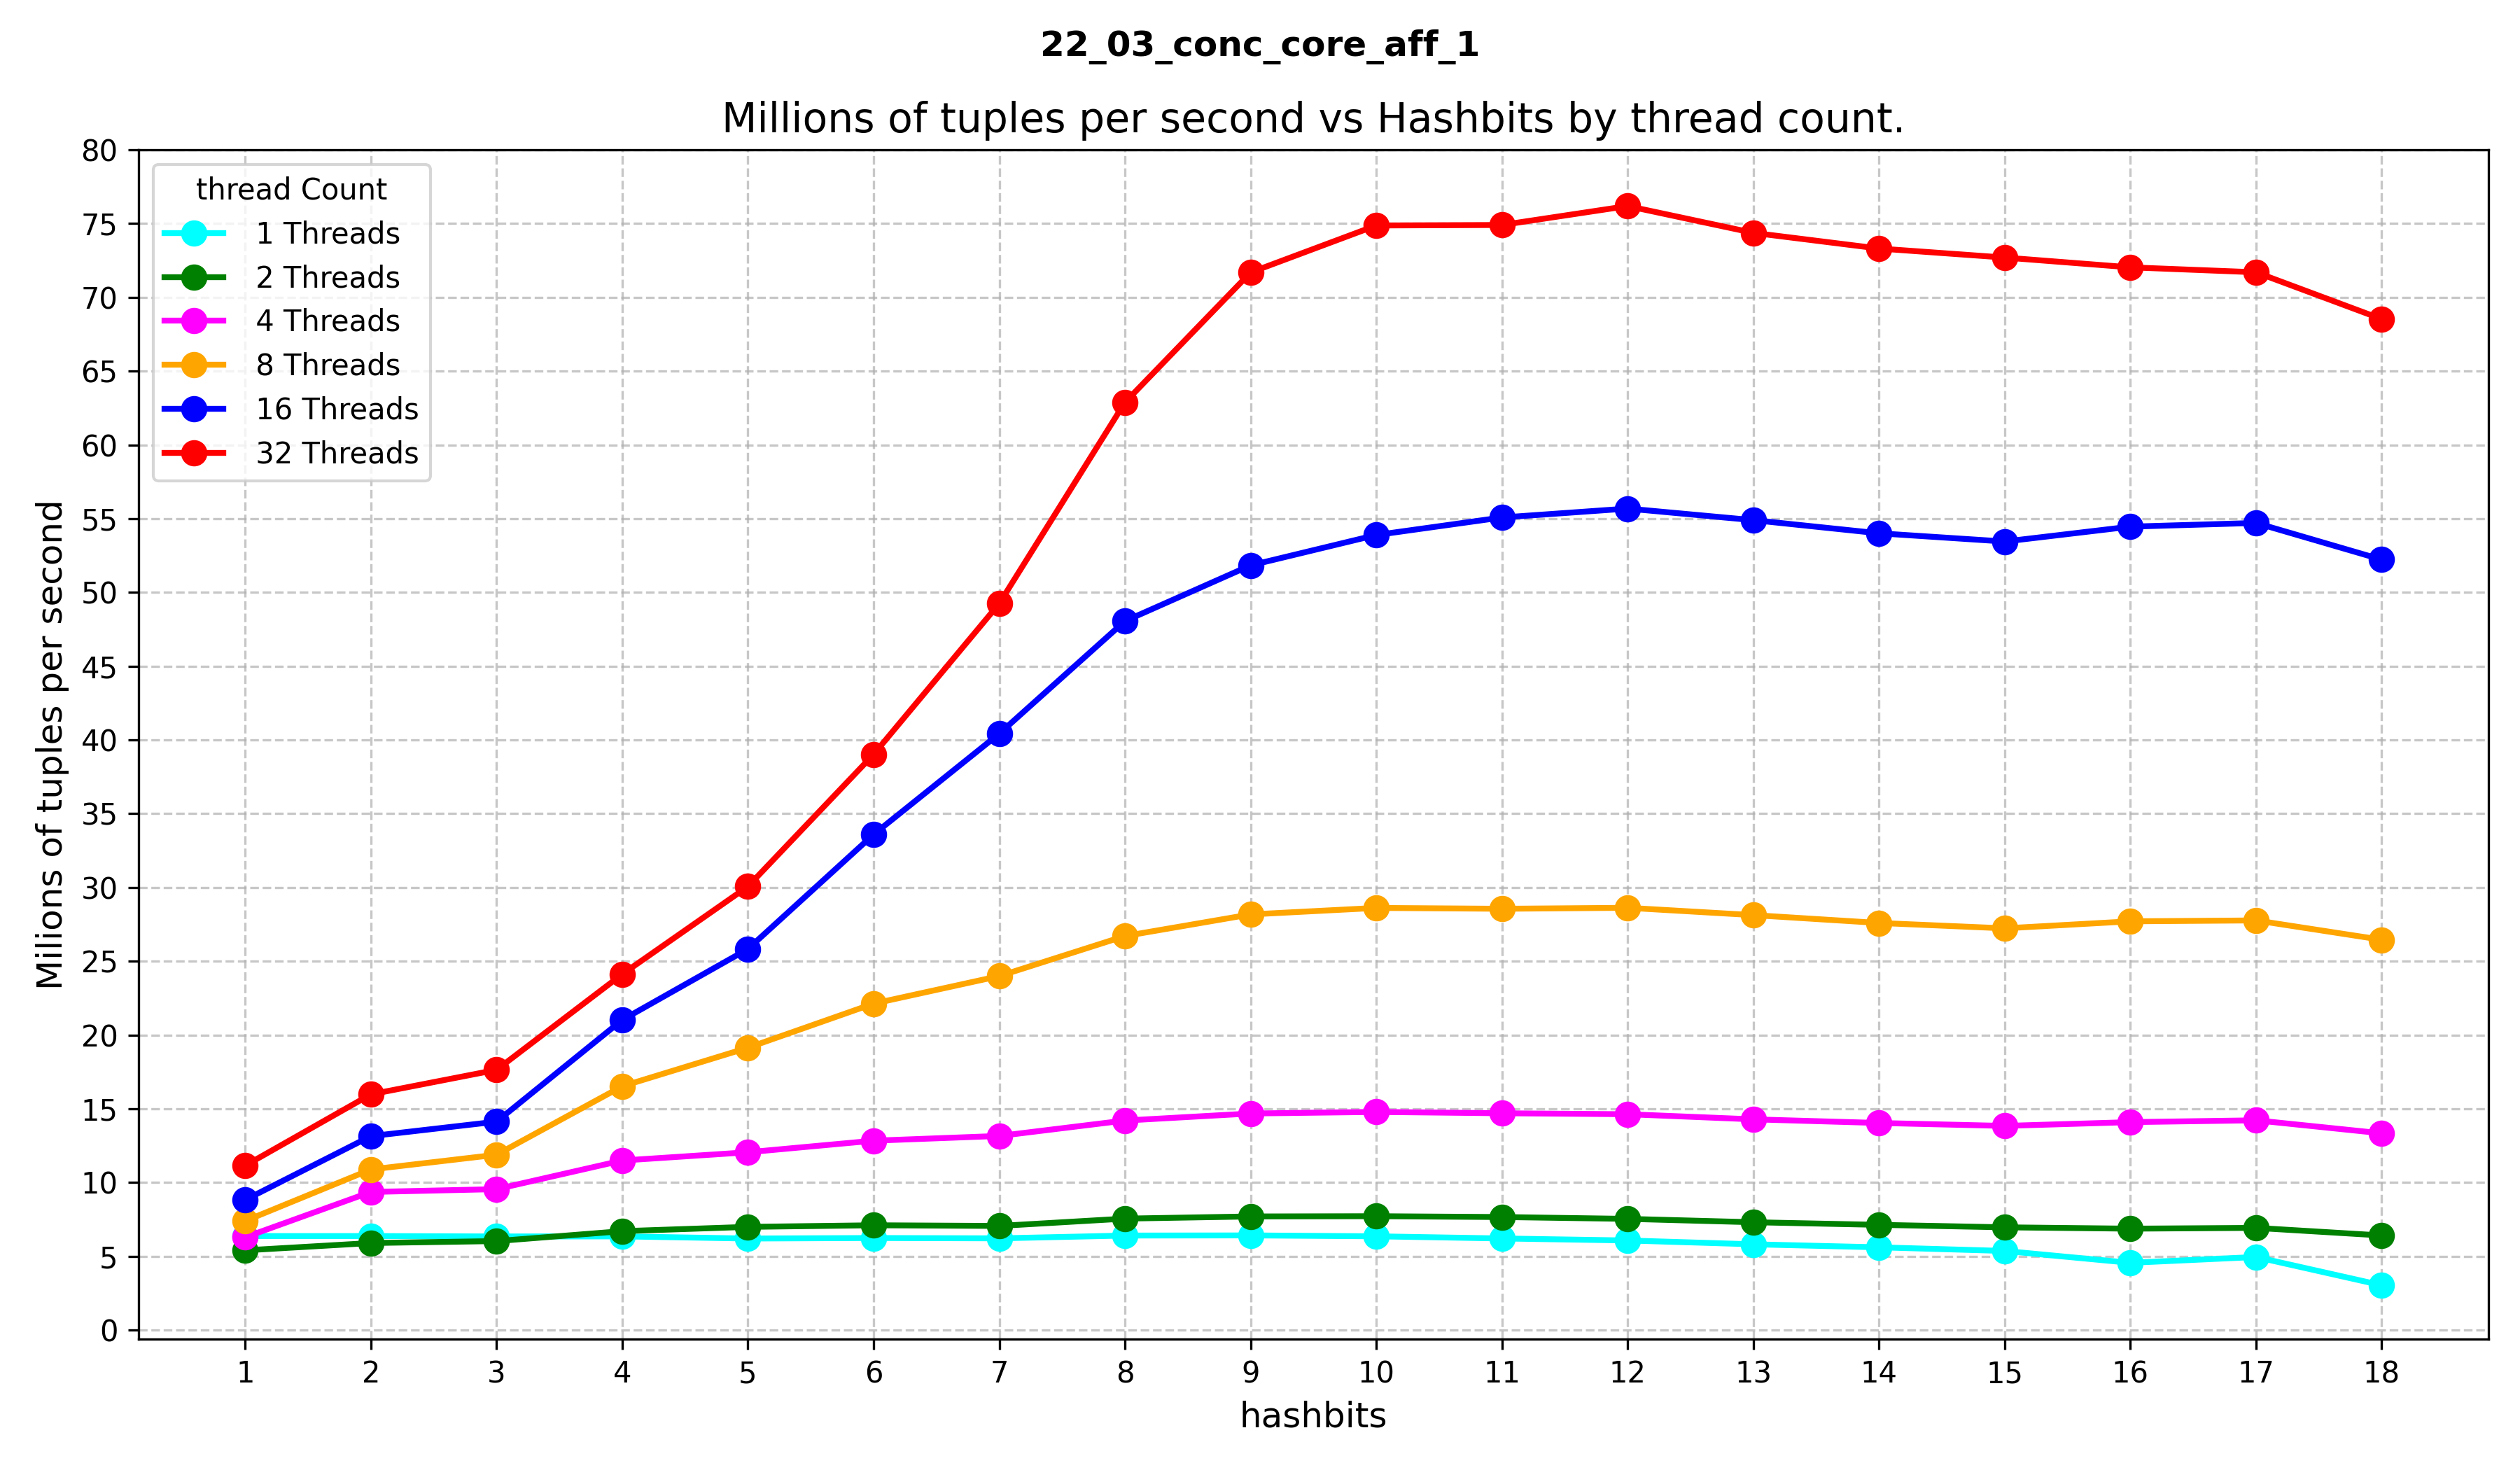 22_03_conc_core_aff_1
Millions of tuples per second vs Hashbits by thread count.
80
75
70
65
60
55
50
45
40
35
30
25
20
15
10
5
0
Millions of tuples per second
thread Count
1 Threads
2 Threads
4 Threads
8 Threads
16 Threads
32 Threads
1 2 3 4 5 6 7 8 9 10 11 12 13 14 15 16 17 18
hashbits